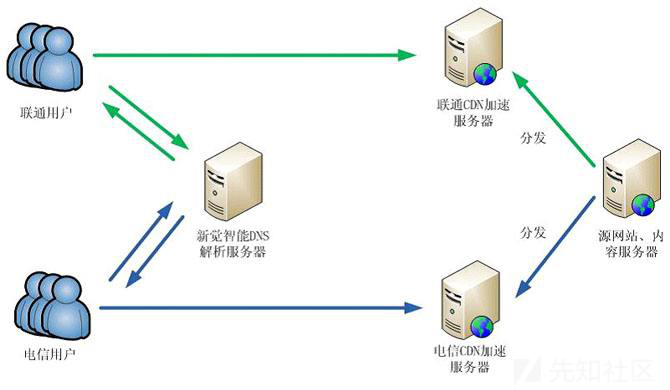 联通用户
联通CDN加速
服务器
分发
新觉智能DNS
解析服务器
源网站、内
容服务器
分发
电信用户
电信CDN加速
服务器
先知社区